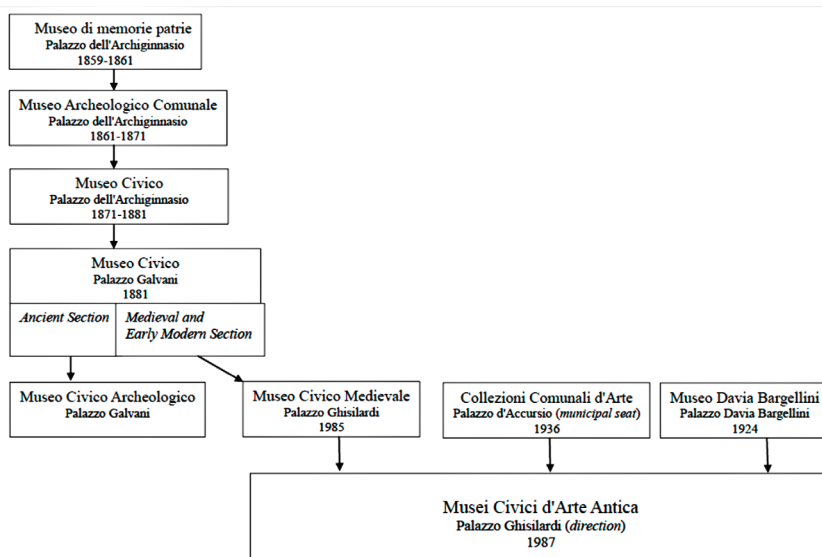 Museo di memorie patrie
Palazzo dell'Archiginnasio
1859-1861
Museo Archeologico Comunale
Palazzo dell'Archiginnasio
1861-1871
Museo Civico
Palazzo dell'Archiginnasio
1871-1881
Museo Civico
Palazzo Galvani
1881
Ancient Section
Medieval and
Early Modern Section
Museo Civico Archeologico
Palazzo Galvani
Museo Civico Medievale
Palazzo Ghisilardi
1985
Collezioni Comunali d'Arte
Palazzo d'Accursio (municipal seat)
1936
Museo Davia Bargellini
Palazzo Davia Bargellini
1924
Musei Civici d'Arte Antica
Palazzo Ghisilardi (direction)
1987